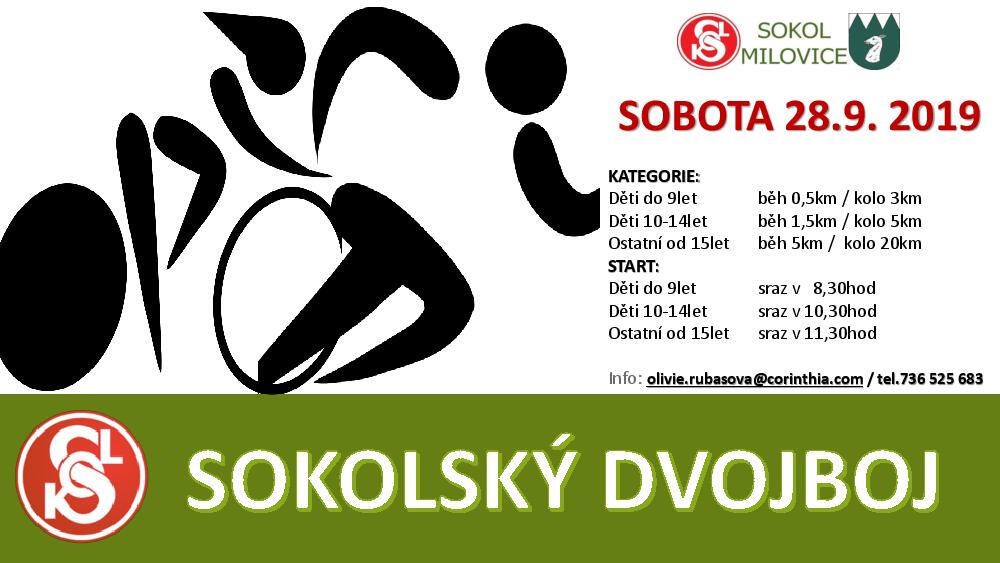 SOKOL
MILOVICE
SOBOTA 28.9. 2019
KATEGORIE:
Děti do 9let běh 0,5km / kolo 3km
Děti 10-14let běh 1,5km / kolo 5km
Ostatní od 15let běh 5km / kolo 20km
START:
Děti do 9let sraz v 8,30hod
Děti 10-14let sraz v 10,30hod
Ostatní od 15let sraz v 11,30hod
Info: olivie.rubasova@corinthia.com / tel.736 525 683
SOKOLSKÝ DVOJBOJ